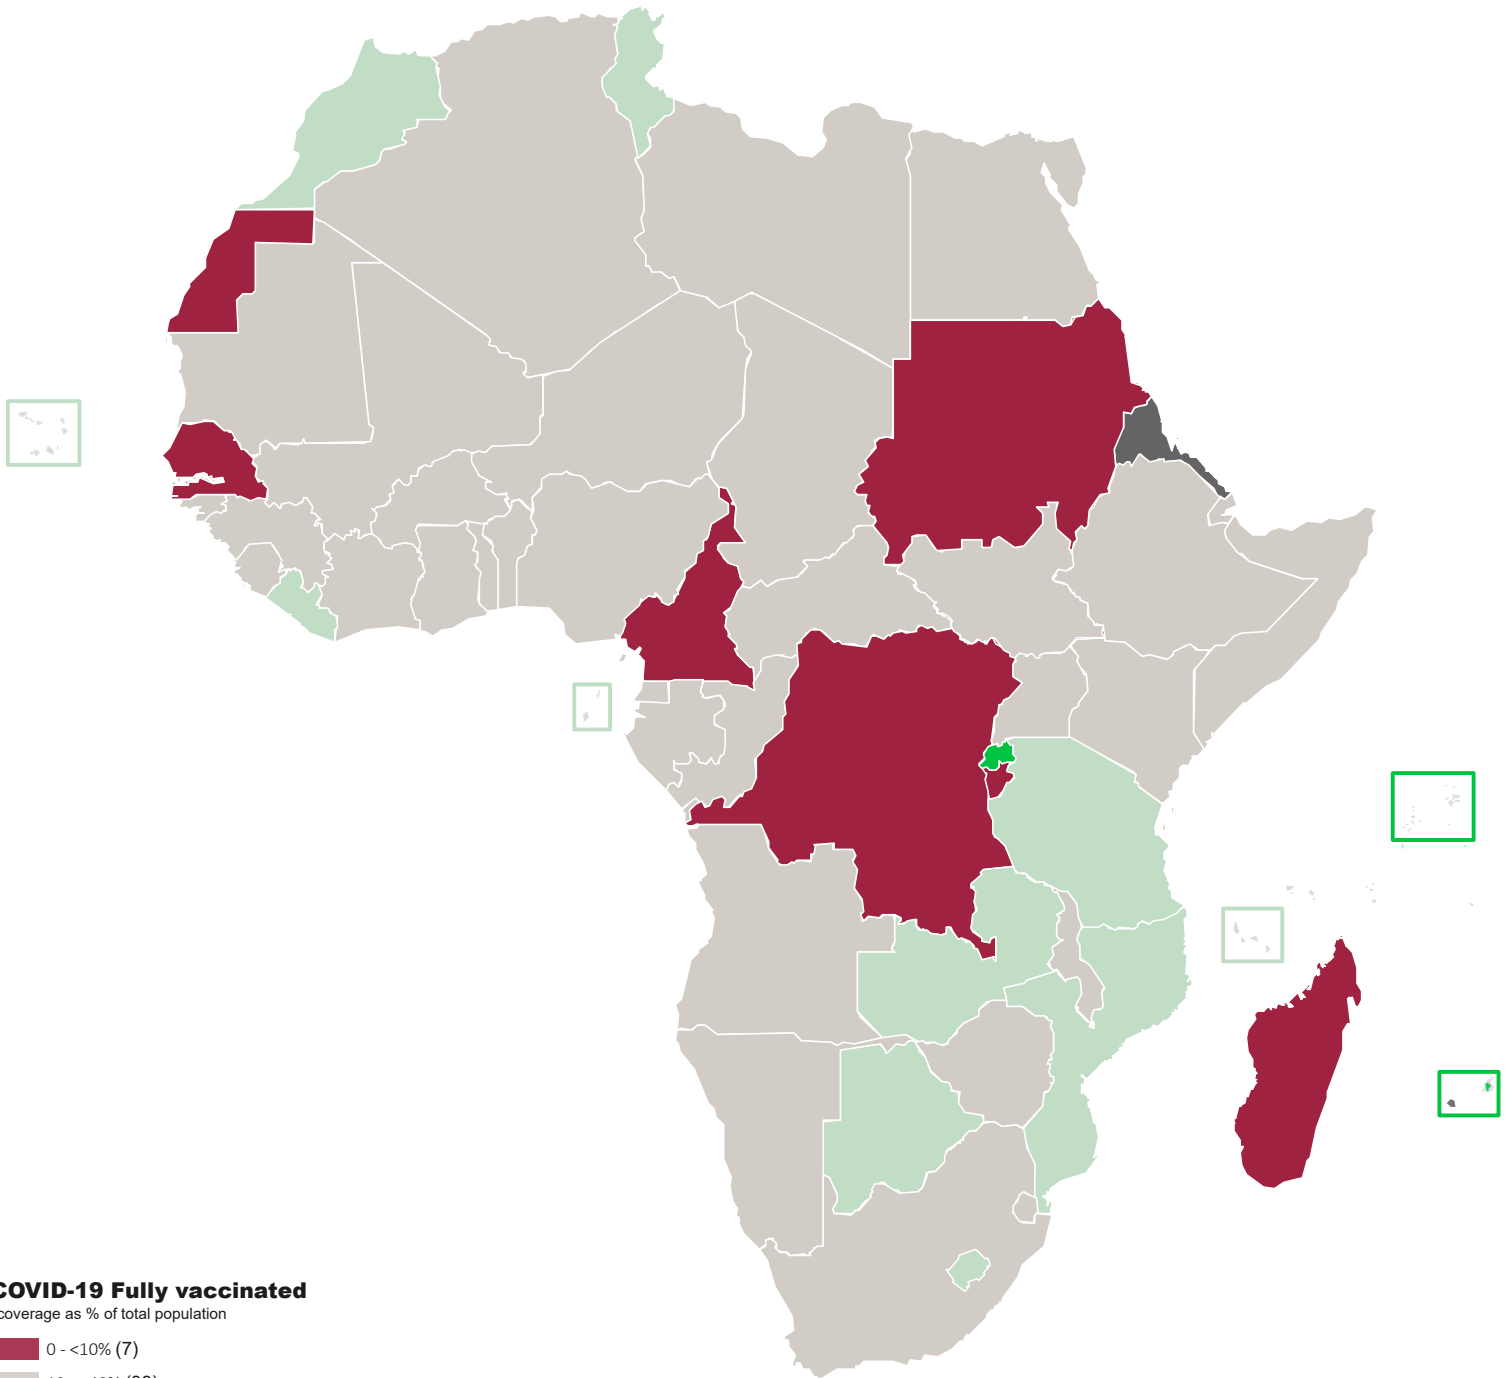 COVID-19 Fully vaccinated
coverage as % of total population
0 - <10% (7)